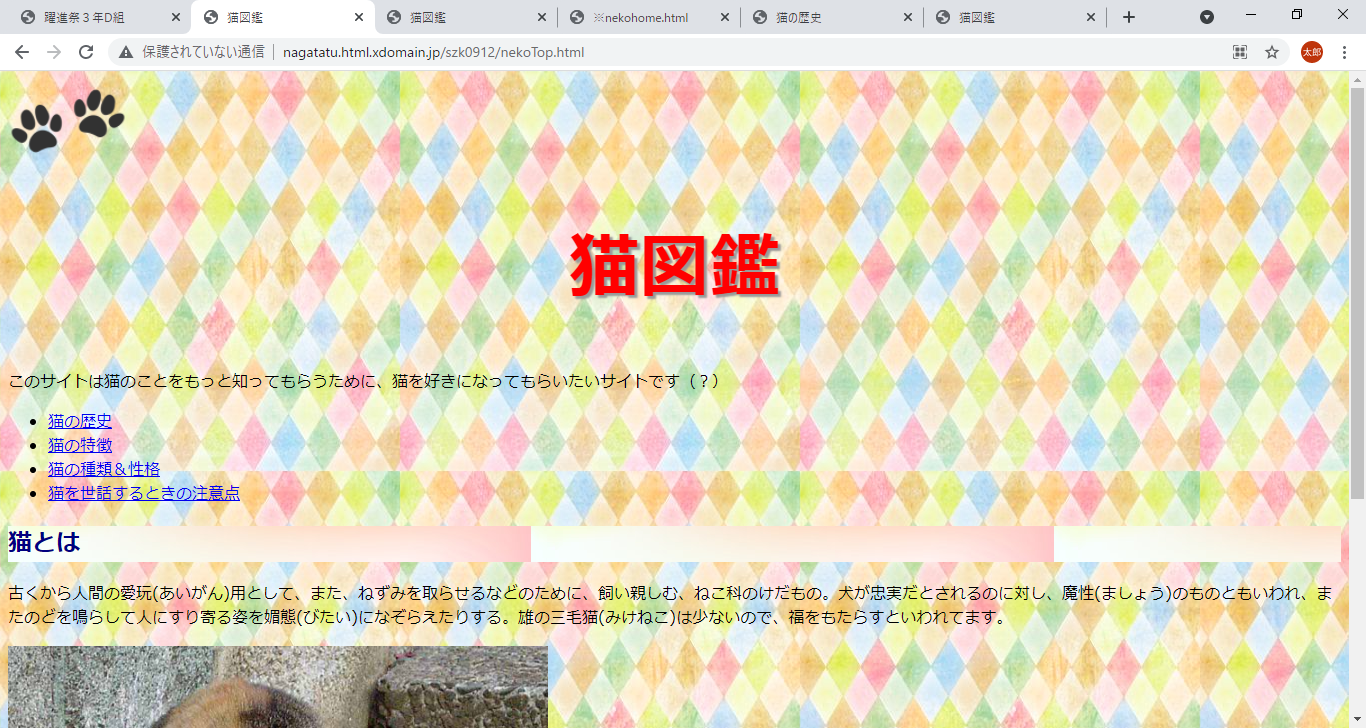 躍進祭３年D組
猫図鑑
猫図鑑
※nekohome.html
猫の歴史
猫図鑑
保護されていない通信
nagatatu.html.xdomain.jp/szk0912/nekoTop.html
太郎
猫図鑑
このサイトは猫のことをもっと知ってもらうために、猫を好きになってもらいたいサイトです（？）
猫の歴史
猫の特徴
猫の種類＆性格
猫を世話するときの注意点
猫とは
古くから人間の愛玩(あいがん)用として、また、ねずみを取らせるなどのために、飼い親しむ、ねこ科のけだもの。犬が忠実だとされるのに対し、魔性(ましょう)のものともいわれ、ま
たのどを鳴らして人にすり寄る姿を媚態(びたい)になぞらえたりする。雄の三毛猫(みけねこ)は少ないので、福をもたらすといわれてます。